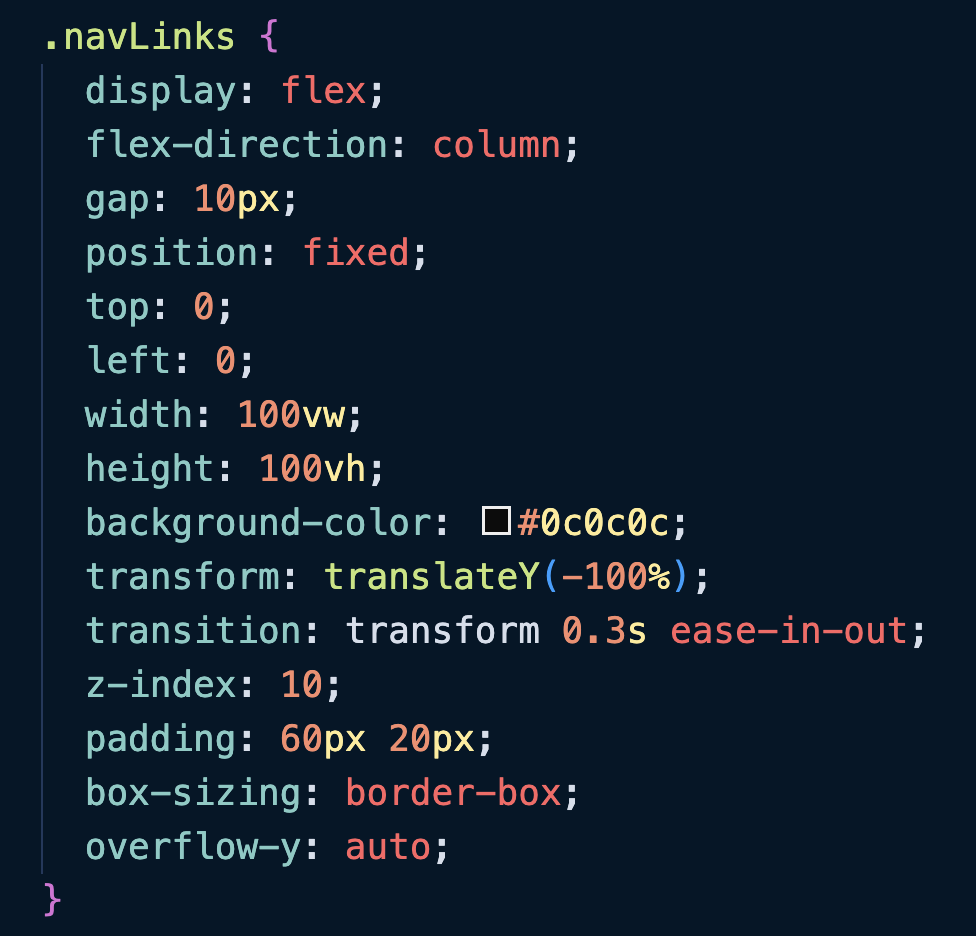 .navLinks {
display: flex;
flex-direction: column;
gap: 10px;
position: fixed;
top: 0;
left: 0;
width: 100vw;
height: 100vh;
background-color: #0c0c0c;
transform: translateY(-100%);
transition: transform 0.3s ease-in-out;
z-index: 10;
padding: 60px 20px;
box-sizing: border-box;
overflow-y: auto;
}